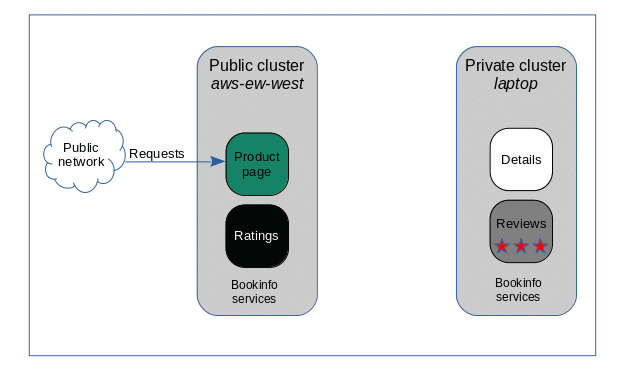 Public
network
Requests
Public cluster
aws-ew-west
Product
page
Ratings
Bookinfo
services
Private cluster
laptop
Details
Reviews
Bookinfo
services